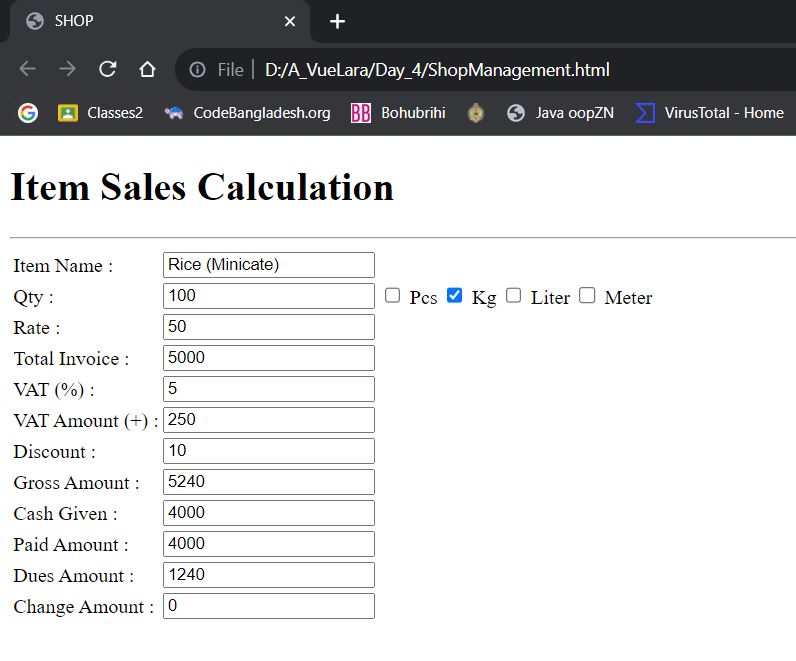 SHOP
File D:/A_VueLara/Day_4/ShopManagement.html
Classes2 CodeBangladesh.org BB Bohubrihi Java oopZN VirusTotal - Home
Item Sales Calculation
Item Name : Rice (Minicate)
Qty : 100 Pcs Kg Liter Meter
Rate : 50
Total Invoice : 5000
VAT (%) : 5
VAT Amount (+) : 250
Discount : 10
Gross Amount : 5240
Cash Given : 4000
Paid Amount : 4000
Dues Amount : 1240
Change Amount : 0